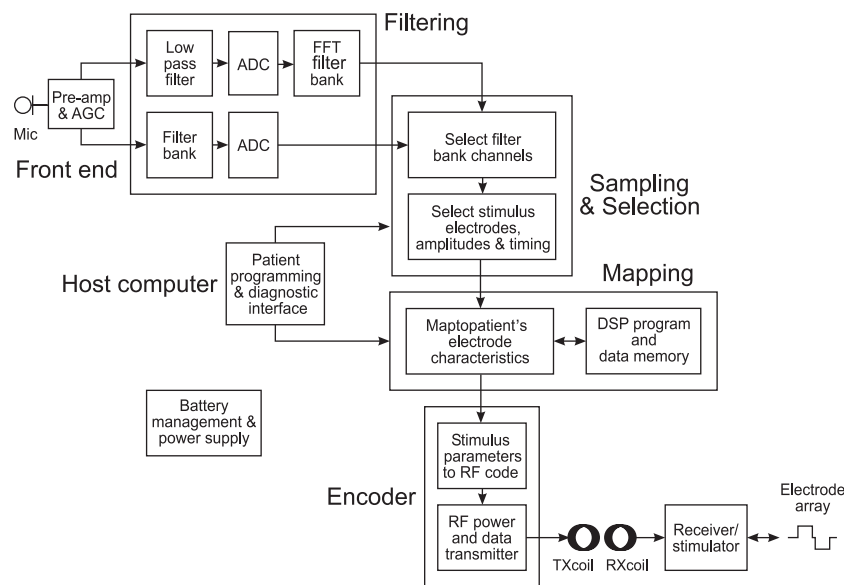 Filtering
Low
pass
filter
ADC
FFT
filter
bank
Pre-amp
& AGC
Mic
Front end
Filter
bank
ADC
Select filter
bank channels
Select stimulus
electrodes,
amplitudes & timing
Sampling
& Selection
Host computer
Patient
programming
& diagnostic
interface
Mapping
Maptopatient's
electrode
characteristics
DSP program
and
data memory
Battery
management &
power supply
Encoder
Stimulus
parameters
to RF code
RF power
and data
transmitter
TXcoil
RXcoil
Receiver/
stimulator
Electrode
array